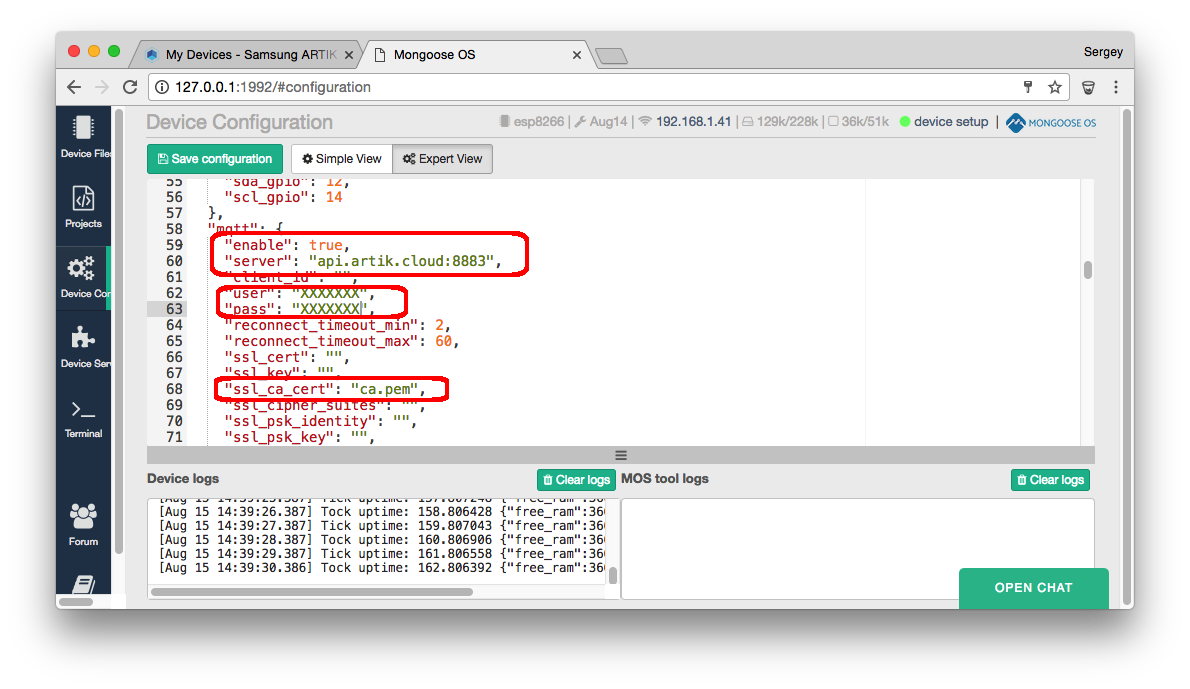 My Devices - Samsung ARTIK
Mongoose OS
Sergey
127.0.0.1:1992/#configuration
Device Configuration
esp8266 | Aug14 | 192.168.1.41 | 129k/228k | 36k/51k device setup | MONGOOSE OS
Save configuration
Simple View
Expert View
Device File
Projects
Device Con
Device Serv
Terminal
Forum
55 "sda_gpio": 12,
56 "scl_gpio": 14
57 },
58 "mqtt": {
59 "enable": true,
60 "server": "api.artik.cloud:8883",
61 "client_id": "",
62 "user": "XXXXXXX",
63 "pass": "XXXXXXX",
64 "reconnect_timeout_min": 2,
65 "reconnect_timeout_max": 60,
66 "ssl_cert": "",
67 "ssl_key": "",
68 "ssl_ca_cert": "ca.pem",
69 "ssl_cipher_suites": "",
70 "ssl_psk_identity": "",
71 "ssl_psk_key": "",
Device logs
Clear logs
MOS tool logs
Clear logs
[Aug 15 14:39:25.387] Tick uptime: 157.807248 {"free_ram":36
[Aug 15 14:39:26.387] Tock uptime: 158.806428 {"free_ram":36
[Aug 15 14:39:27.387] Tick uptime: 159.807043 {"free_ram":36
[Aug 15 14:39:28.387] Tock uptime: 160.806906 {"free_ram":36
[Aug 15 14:39:29.387] Tick uptime: 161.806558 {"free_ram":36
[Aug 15 14:39:30.386] Tock uptime: 162.806392 {"free_ram":36
OPEN CHAT